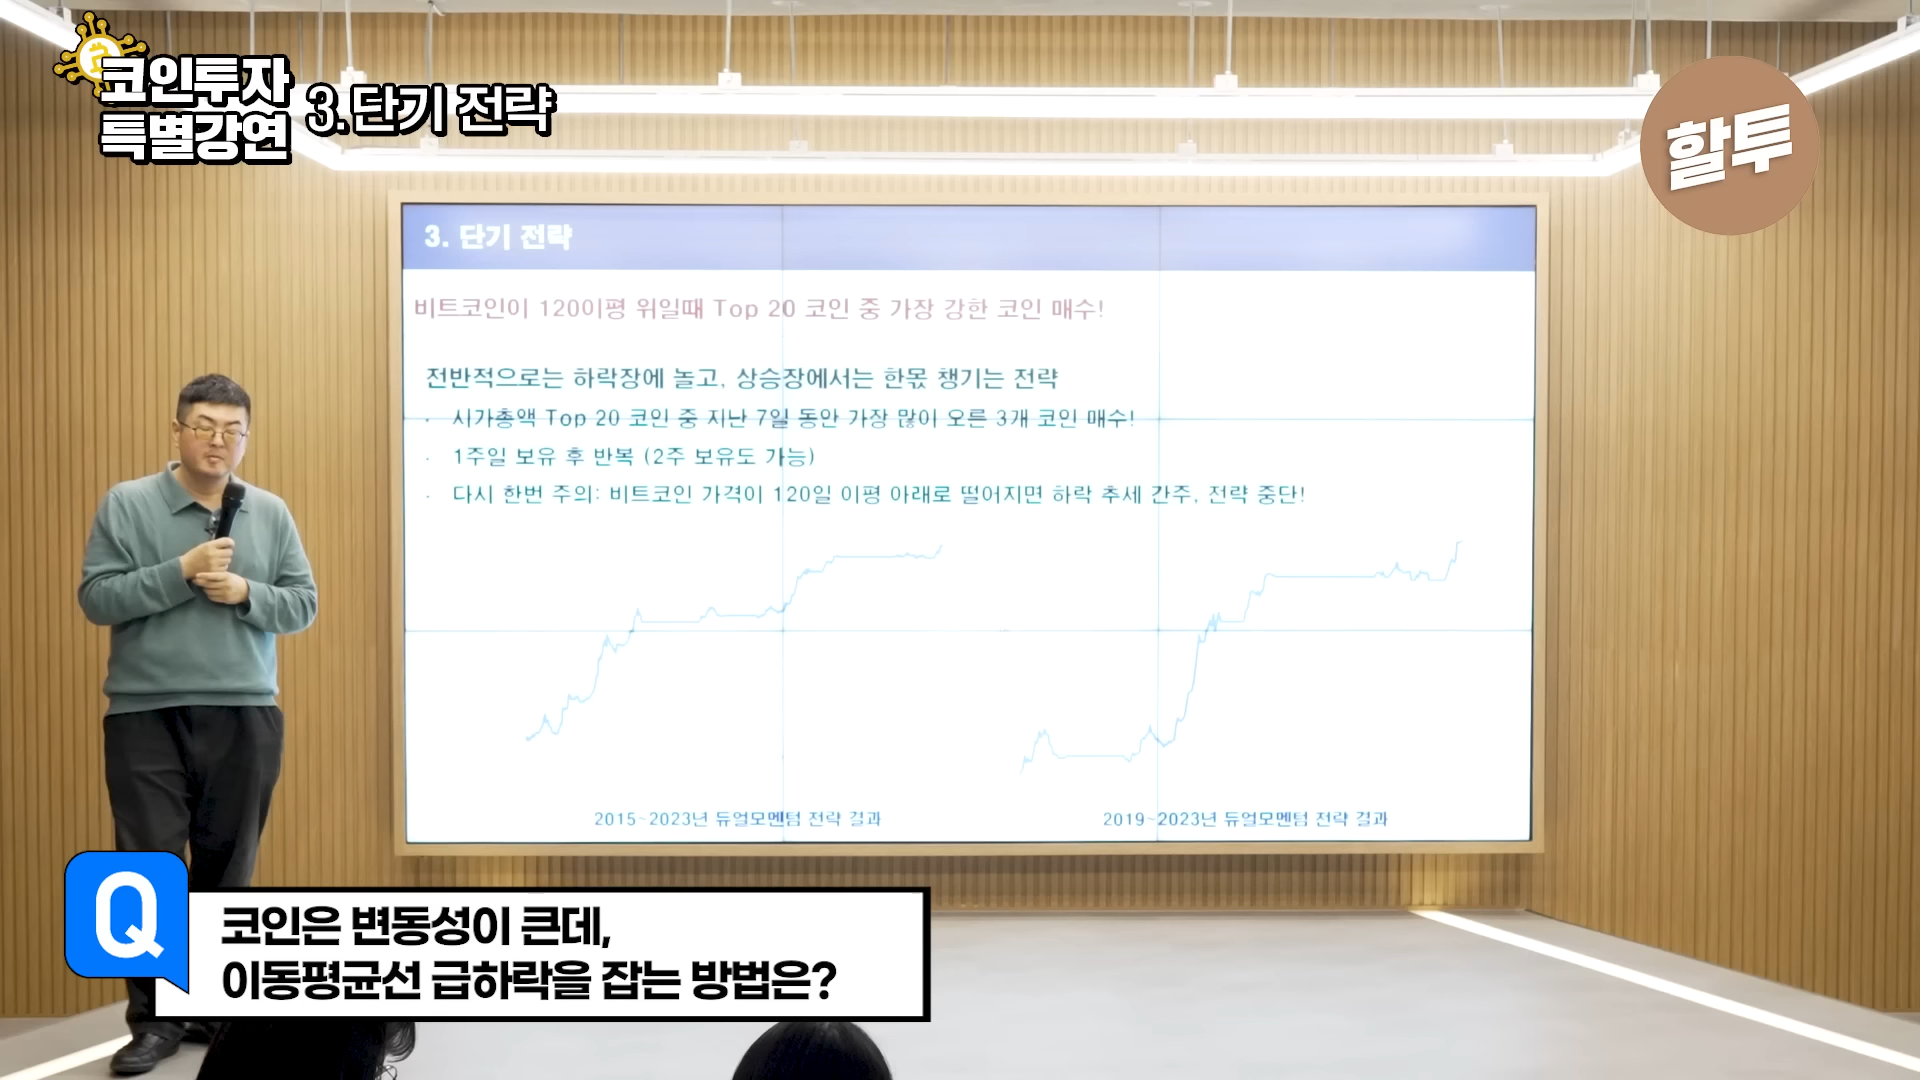 코인투자
특별강연
3. 단기 전략
할투
3. 단기 전략
비트코인이 120이평 위일때 Top 20 코인 중 가장 강한 코인 매수!
전반적으로는 하락장에 놀고, 상승장에서는 한몫 챙기는 전략
· 시가총액 Top 20 코인 중 지난 7일 동안 가장 많이 오른 3개 코인 매수!
· 1주일 보유 후 반복 (2주 보유도 가능)
· 다시 한번 주의: 비트코인 가격이 120일 이평 아래로 떨어지면 하락 추세 간주, 전략 중단!
2015~2023년 듀얼모멘텀 전략 결과
2019~2023년 듀얼모멘텀 전략 결과
Q
코인은 변동성이 큰데,
이동평균선 급하락을 잡는 방법은?